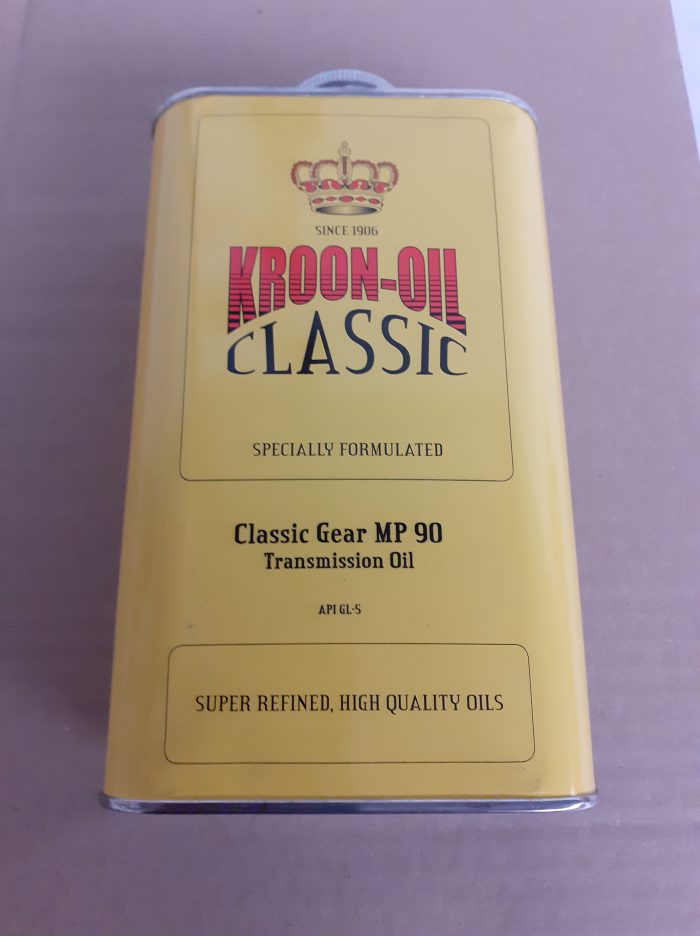 SINCE 1906
KROON-OIL
CLASSIC
SPECIALLY FORMULATED
Classic Gear MP 90
Transmission Oil
API GL-5
SUPER REFINED, HIGH QUALITY OILS